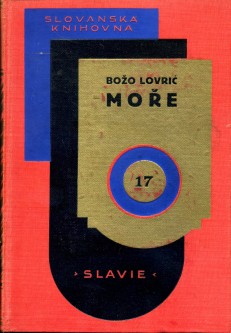 SLOVANSKÁ
KNIHOVNA
BOŽO LOVRIĆ
MOŘE
17
› SLAVIE ‹